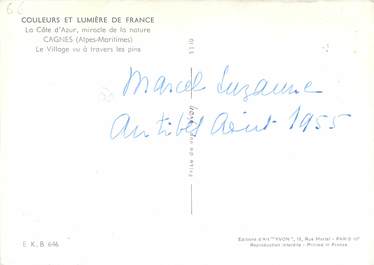 66
COULEURS ET LUMIÈRE DE FRANCE
La Côte d'Azur, miracle de la nature
CAGNES (Alpes-Maritimes)
Le Village vu à travers les pins
Marcel Suzanne
Antibes Août 1955
E. K. B 646
Editions d'Art "YVON", 15, Rue Martel - PARIS 10e
Reproduction interdite - Printed in France